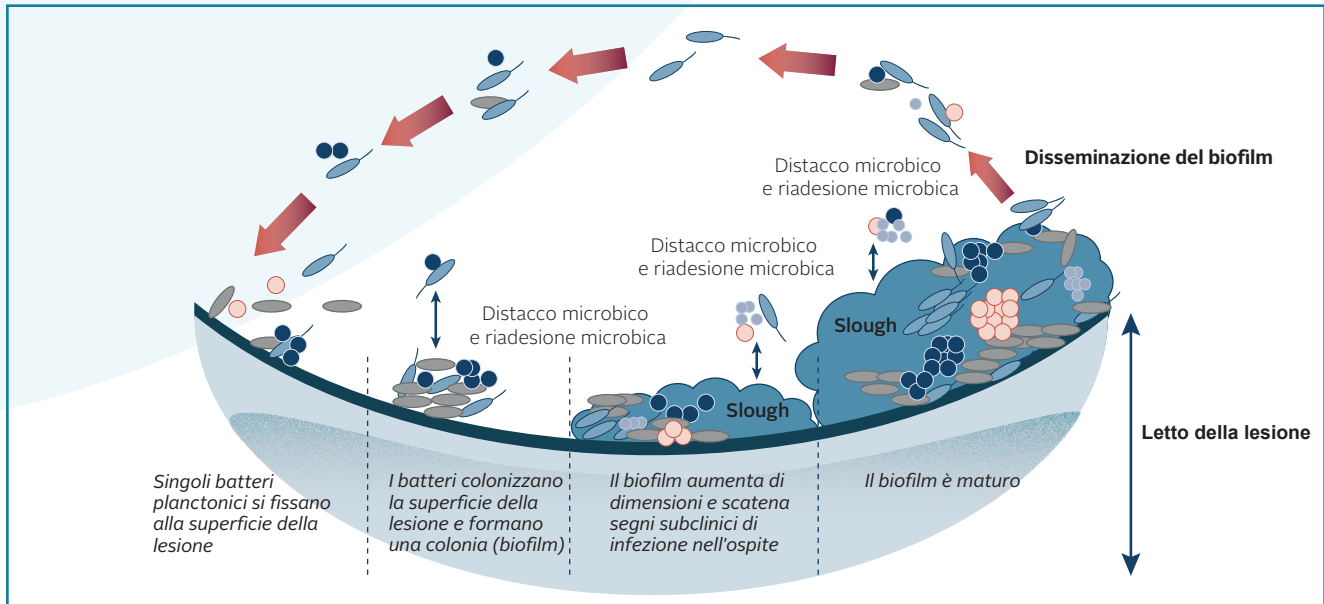 Disseminazione del biofilm
Distacco microbico
e riadesione microbica
Distacco microbico
e riadesione microbica
Distacco microbico
e riadesione microbica
Slough
Slough
Letto della lesione
Singoli batteri
planctonici si fissano
alla superficie della
lesione
I batteri colonizzano
la superficie della
lesione e formano
una colonia (biofilm)
Il biofilm aumenta di
dimensioni e scatena
segni subclinici di
infezione nell'ospite
Il biofilm è maturo